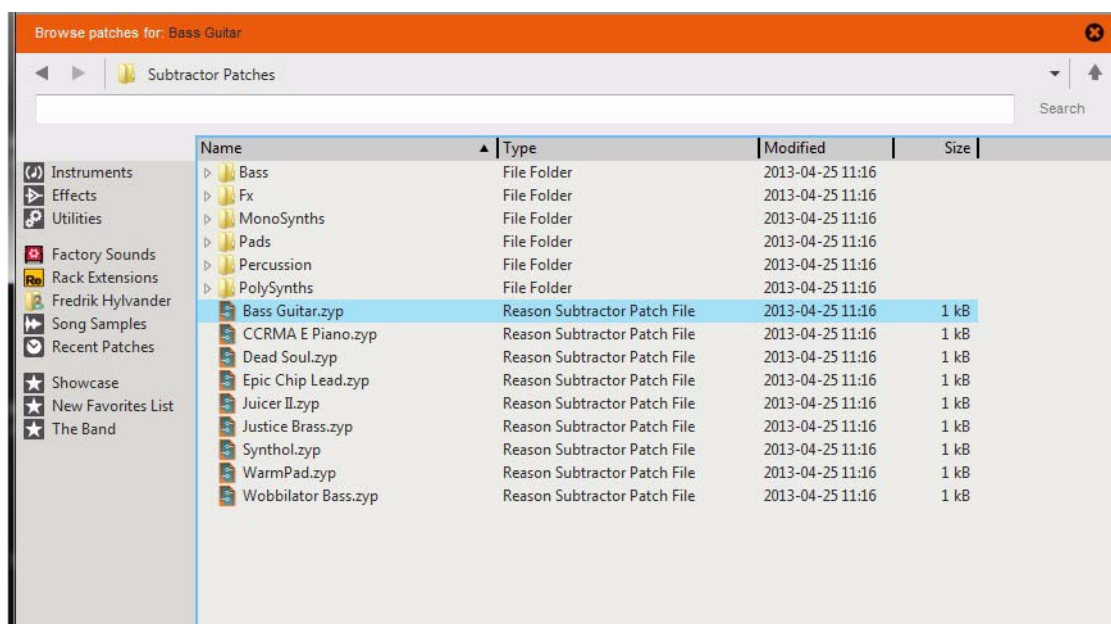 Browse patches for: Bass Guitar
Subtractor Patches
Search
Name Type Modified Size
Instruments
Effects
Utilities
Factory Sounds
Re Rack Extensions
Fredrik Hylvander
Song Samples
Recent Patches
Showcase
New Favorites List
The Band
Bass File Folder 2013-04-25 11:16
Fx File Folder 2013-04-25 11:16
MonoSynths File Folder 2013-04-25 11:16
Pads File Folder 2013-04-25 11:16
Percussion File Folder 2013-04-25 11:16
PolySynths File Folder 2013-04-25 11:16
Bass Guitar.zyp Reason Subtractor Patch File 2013-04-25 11:16 1 kB
CCRMA E Piano.zyp Reason Subtractor Patch File 2013-04-25 11:16 1 kB
Dead Soul.zyp Reason Subtractor Patch File 2013-04-25 11:16 1 kB
Epic Chip Lead.zyp Reason Subtractor Patch File 2013-04-25 11:16 1 kB
Juicer II.zyp Reason Subtractor Patch File 2013-04-25 11:16 1 kB
Justice Brass.zyp Reason Subtractor Patch File 2013-04-25 11:16 1 kB
Synthol.zyp Reason Subtractor Patch File 2013-04-25 11:16 1 kB
WarmPad.zyp Reason Subtractor Patch File 2013-04-25 11:16 1 kB
Wobbilator Bass.zyp Reason Subtractor Patch File 2013-04-25 11:16 1 kB